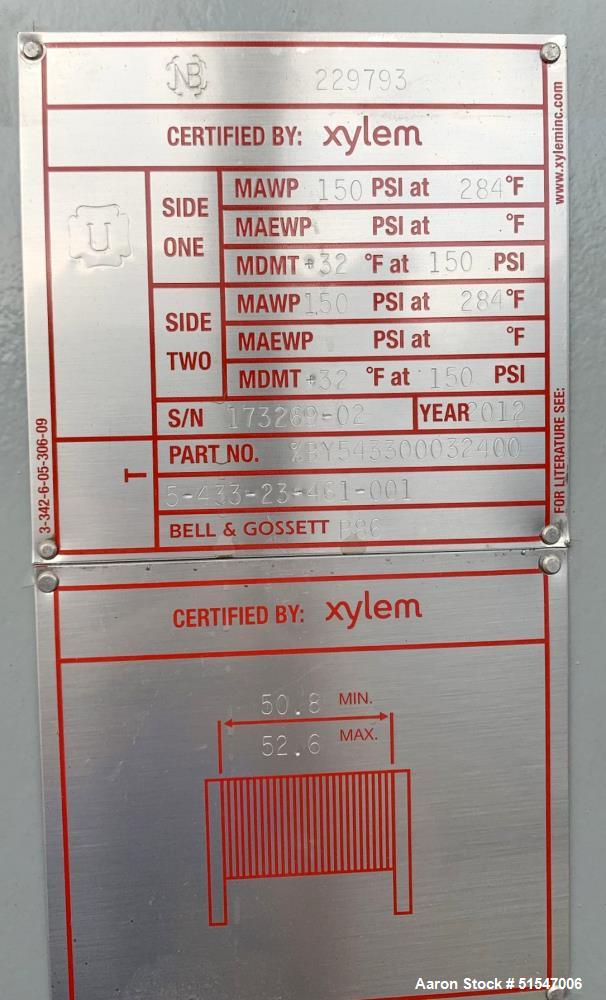 NB 229793
CERTIFIED BY: xylem
U
SIDE ONE
MAWP 150 PSI at 284°F
MAEWP PSI at °F
MDMT +32 °F at 150 PSI
SIDE TWO
MAWP 150 PSI at 284°F
MAEWP PSI at °F
MDMT +32 °F at 150 PSI
S/N 173269-02 YEAR 2012
T
PART NO.
5-433-23-461-001
BELL & GOSSETT P86
3-342-6-05-306-09
www.xyleminc.com
FOR LITERATURE SEE:
CERTIFIED BY: xylem
50.8 MIN.
52.6 MAX.
Aaron Stock # 51547006